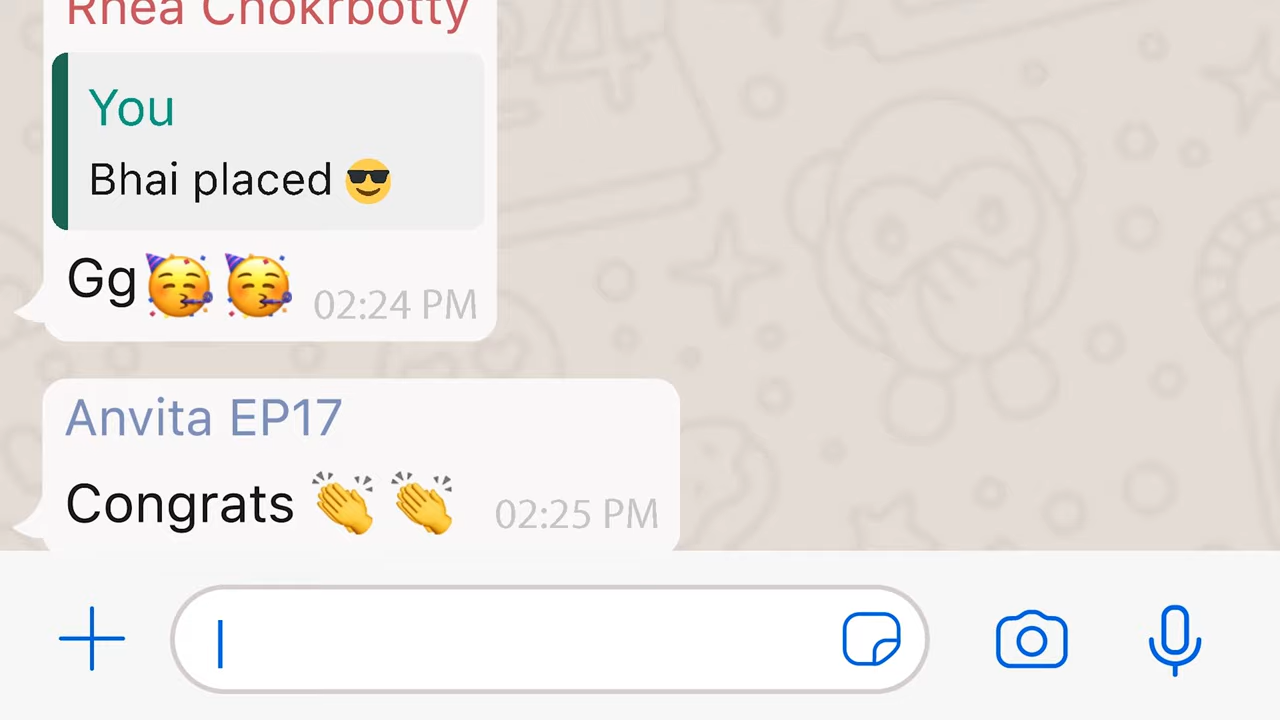 Rhea Chokrbotty
You
Bhai placed 😎
Gg🥳🥳 02:24 PM
Anvita EP17
Congrats 👏👏 02:25 PM